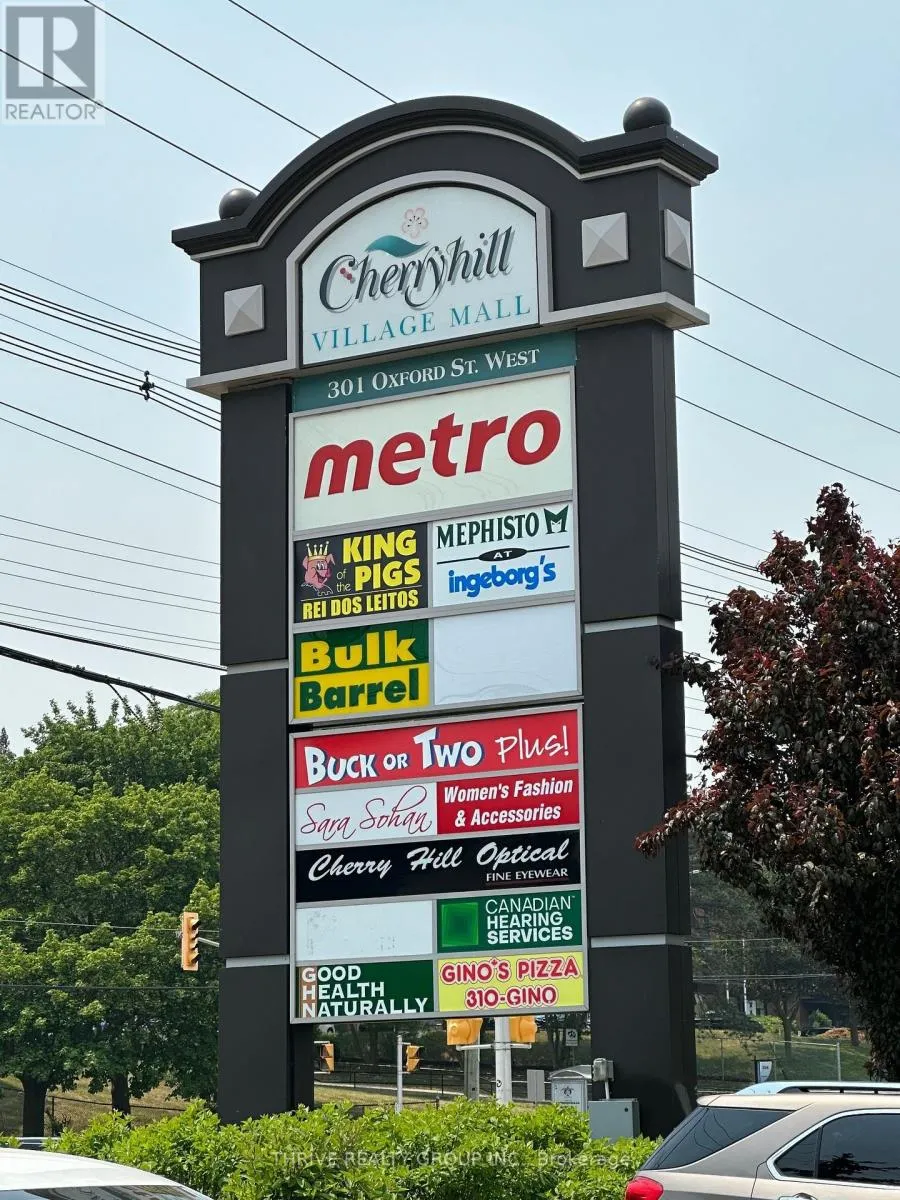 REALTOR®
Cherryhill
VILLAGE MALL
301 OXFORD ST. WEST
metro
KING
of the PIGS
REI DOS LEITOS
MEPHISTO M
AT
ingeborg's
Bulk
Barrel
BUCK OR TWO Plus!
Sara Sohan
Women's Fashion
& Accessories
Cherry Hill Optical
FINE EYEWEAR
CANADIAN
HEARING
SERVICES
GOOD
HEALTH
NATURALLY
GINO'S PIZZA
310-GINO
THRIVE REALTY GROUP INC., Brokerage